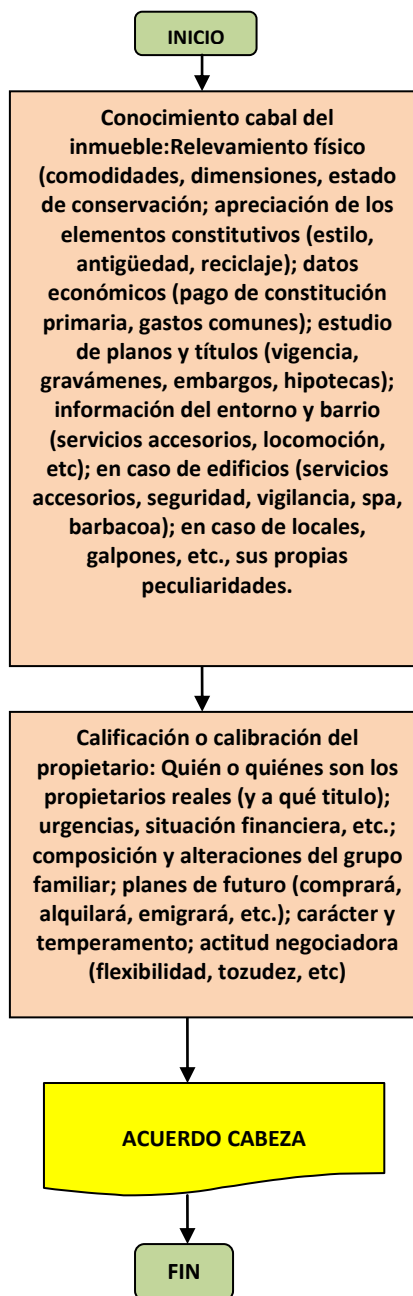 INICIO
Conocimiento cabal del
inmueble:Relevamiento físico
(comodidades, dimensiones, estado
de conservación; apreciación de los
elementos constitutivos (estilo,
antigüedad, reciclaje); datos
económicos (pago de constitución
primaria, gastos comunes); estudio
de planos y títulos (vigencia,
gravámenes, embargos, hipotecas);
información del entorno y barrio
(servicios accesorios, locomoción,
etc); en caso de edificios (servicios
accesorios, seguridad, vigilancia, spa,
barbacoa); en caso de locales,
galpones, etc., sus propias
peculiaridades.
Calificación o calibración del
propietario: Quién o quiénes son los
propietarios reales (y a qué titulo);
urgencias, situación financiera, etc.;
composición y alteraciones del grupo
familiar; planes de futuro (comprará,
alquilará, emigrará, etc.); carácter y
temperamento; actitud negociadora
(flexibilidad, tozudez, etc)
ACUERDO CABEZA
FIN